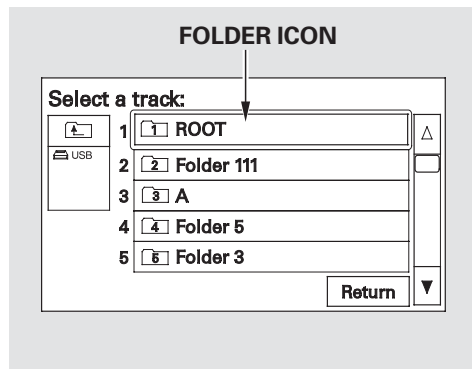 FOLDER ICON
Select a track:
1 1 ROOT
USB
2 2 Folder 111
3 3 A
4 4 Folder 5
5 5 Folder 3
Return